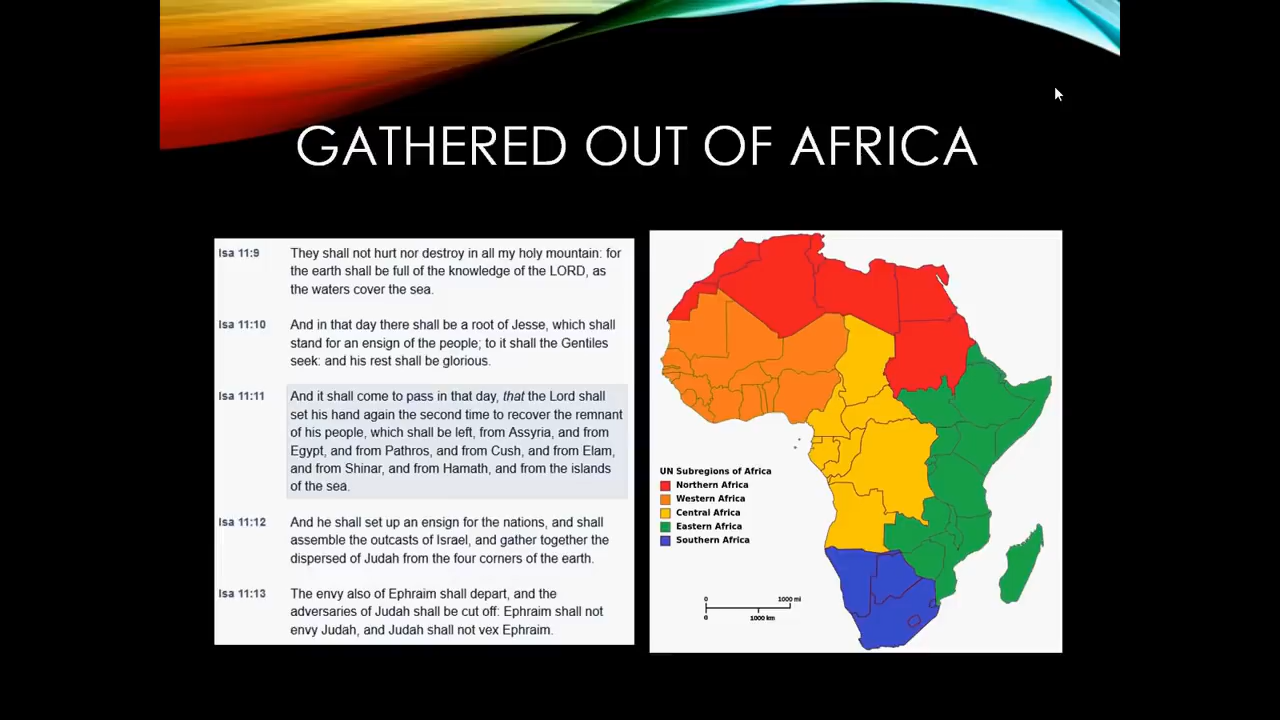 GATHERED OUT OF AFRICA
Isa 11:9 They shall not hurt nor destroy in all my holy mountain: for
the earth shall be full of the knowledge of the LORD, as
the waters cover the sea.
Isa 11:10 And in that day there shall be a root of Jesse, which shall
stand for an ensign of the people; to it shall the Gentiles
seek: and his rest shall be glorious.
Isa 11:11 And it shall come to pass in that day, that the Lord shall
set his hand again the second time to recover the remnant
of his people, which shall be left, from Assyria, and from
Egypt, and from Pathros, and from Cush, and from Elam,
and from Shinar, and from Hamath, and from the islands
of the sea.
Isa 11:12 And he shall set up an ensign for the nations, and shall
assemble the outcasts of Israel, and gather together the
dispersed of Judah from the four corners of the earth.
Isa 11:13 The envy also of Ephraim shall depart, and the
adversaries of Judah shall be cut off: Ephraim shall not
envy Judah, and Judah shall not vex Ephraim.
UN Subregions of Africa
Northern Africa
Western Africa
Central Africa
Eastern Africa
Southern Africa
0 1000 mi
0 1000 km